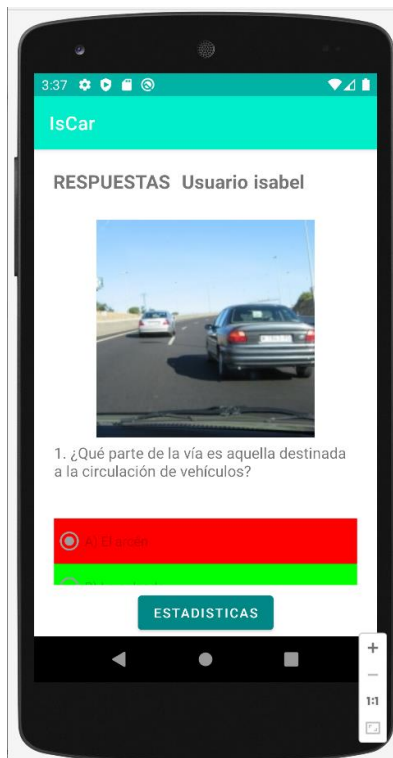 3:37
IsCar
RESPUESTAS Usuario isabel
1. ¿Qué parte de la vía es aquella destinada
a la circulación de vehículos?
A) El arcén
ESTADISTICAS
1:1